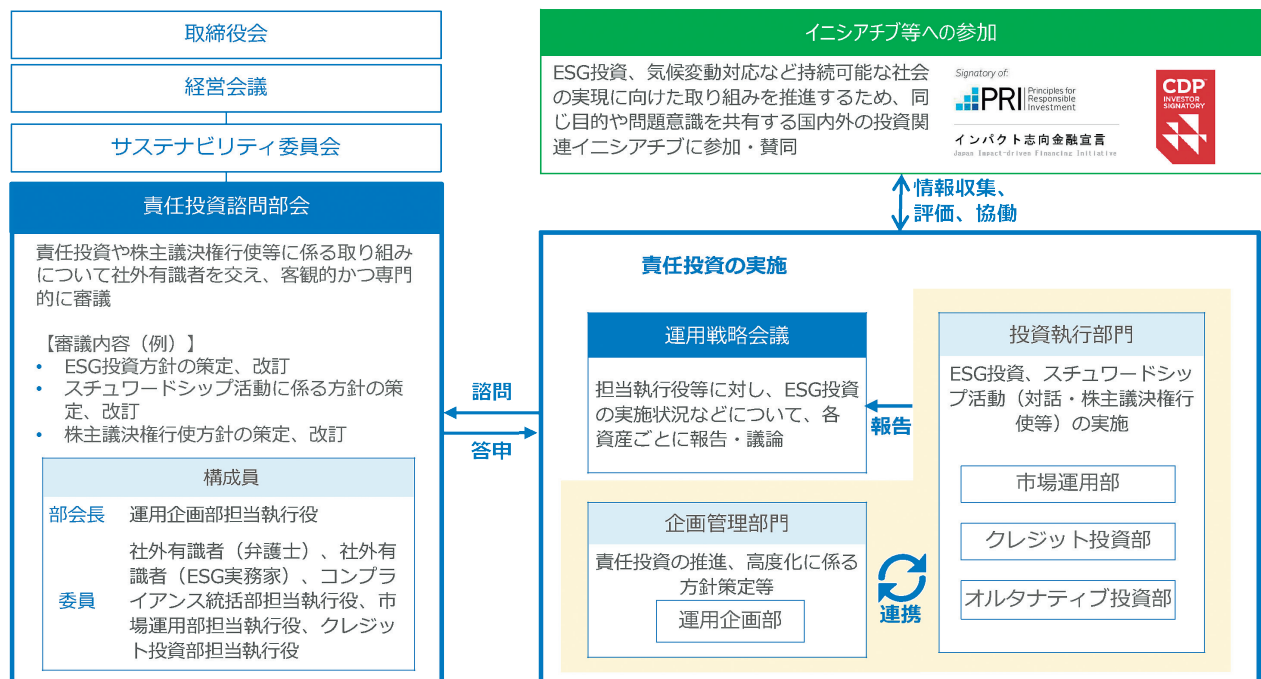 取締役会
経営会議
サステナビリティ委員会
責任投資諮問部会
責任投資や株主議決権行使等に係る取り組み
について社外有識者を交え、客観的かつ専門
的に審議
【審議内容（例）】
• ESG投資方針の策定、改訂
• スチュワードシップ活動に係る方針の策
定、改訂
• 株主議決権行使方針の策定、改訂
構成員
部会長 運用企画部担当執行役
委員
社外有識者（弁護士）、社外有
識者（ESG実務家）、コンプラ
イアンス統括部担当執行役、市
場運用部担当執行役、クレジッ
ト投資部担当執行役
諮問
答申
イニシアチブ等への参加
ESG投資、気候変動対応など持続可能な社会
の実現に向けた取り組みを推進するため、同
じ目的や問題意識を共有する国内外の投資関
連イニシアチブに参加・賛同
Signatory of:
PRI Principles for
Responsible
Investment
インパクト志向金融宣言
Japan Impact-driven Financing Initiative
CDP
INVESTOR
SIGNATORY
情報収集、
評価、協働
責任投資の実施
運用戦略会議
担当執行役等に対し、ESG投資
の実施状況などについて、各
資産ごとに報告・議論
報告
投資執行部門
ESG投資、スチュワードシッ
プ活動（対話・株主議決権行
使等）の実施
市場運用部
クレジット投資部
オルタナティブ投資部
企画管理部門
責任投資の推進、高度化に係る
方針策定等
運用企画部
連携